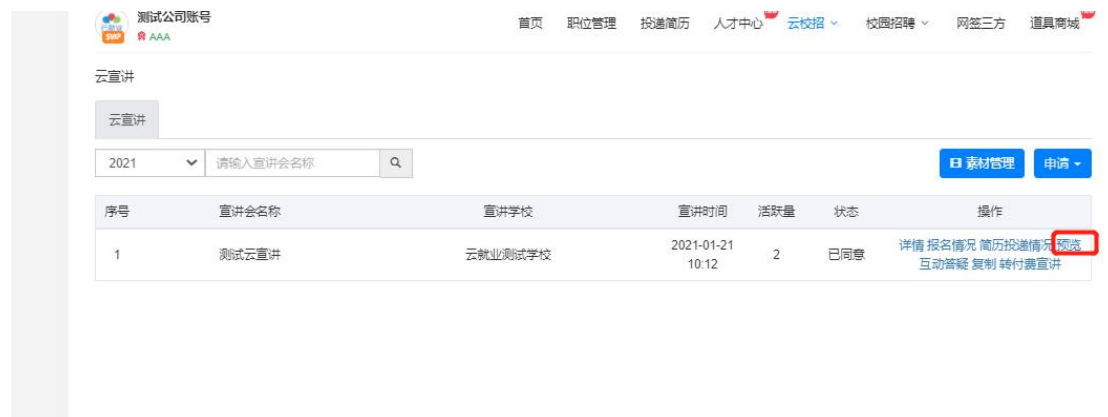 测试公司账号
AAA
SVIP
首页 职位管理 投递简历 人才中心 云校招 校园招聘 网签三方 道具商城
云宣讲
云宣讲
2021 请输入宣讲会名称 素材管理 申请
序号 宣讲会名称 宣讲学校 宣讲时间 活跃量 状态 操作
1 测试云宣讲 云就业测试学校 2021-01-21 10:12 2 已同意 详情 报名情况 简历投递情况 预览
互动答疑 复制 转付费宣讲